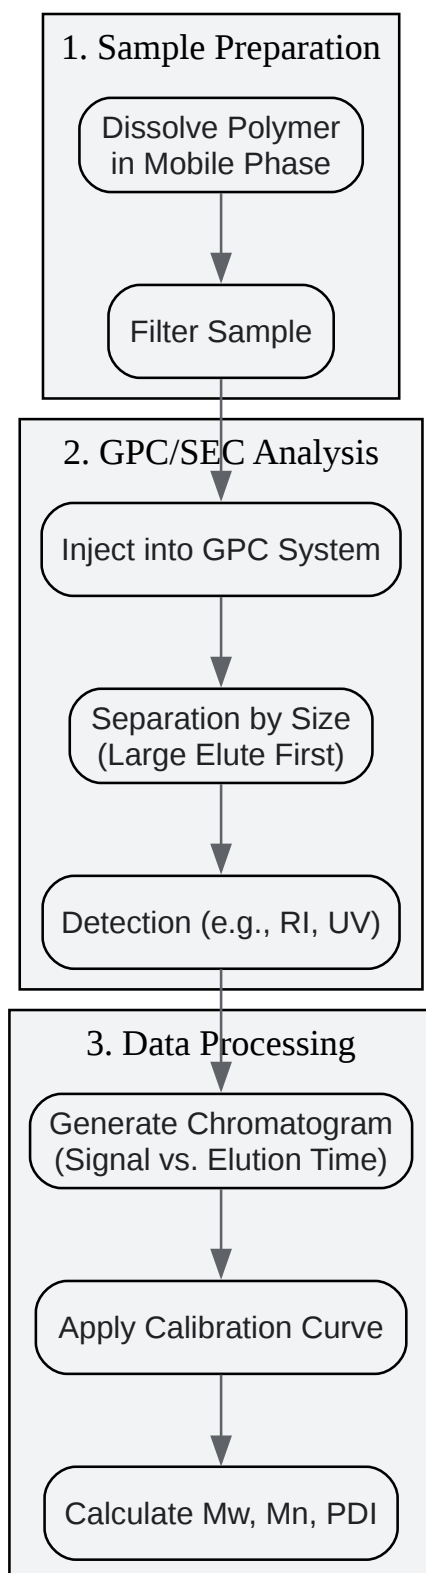 1. Sample Preparation
Dissolve Polymer
in Mobile Phase
Filter Sample
2. GPC/SEC Analysis
Inject into GPC System
Separation by Size
(Large Elute First)
Detection (e.g., RI, UV)
3. Data Processing
Generate Chromatogram
(Signal vs. Elution Time)
Apply Calibration Curve
Calculate Mw, Mn, PDI